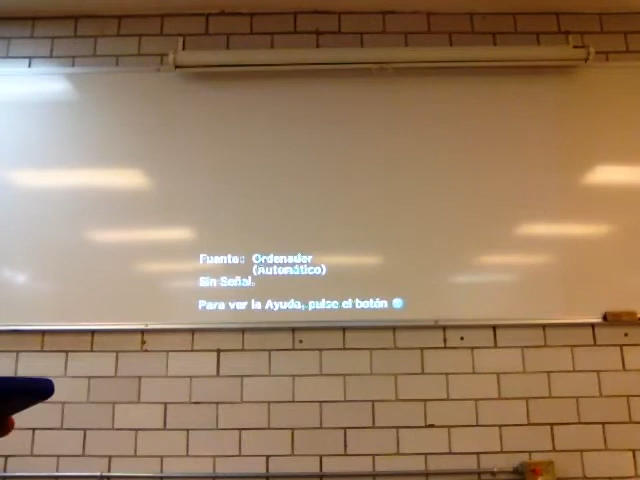 Fuente: Ordenador
(Automático)
Sin Señal.
Para ver la Ayuda, pulse el botón